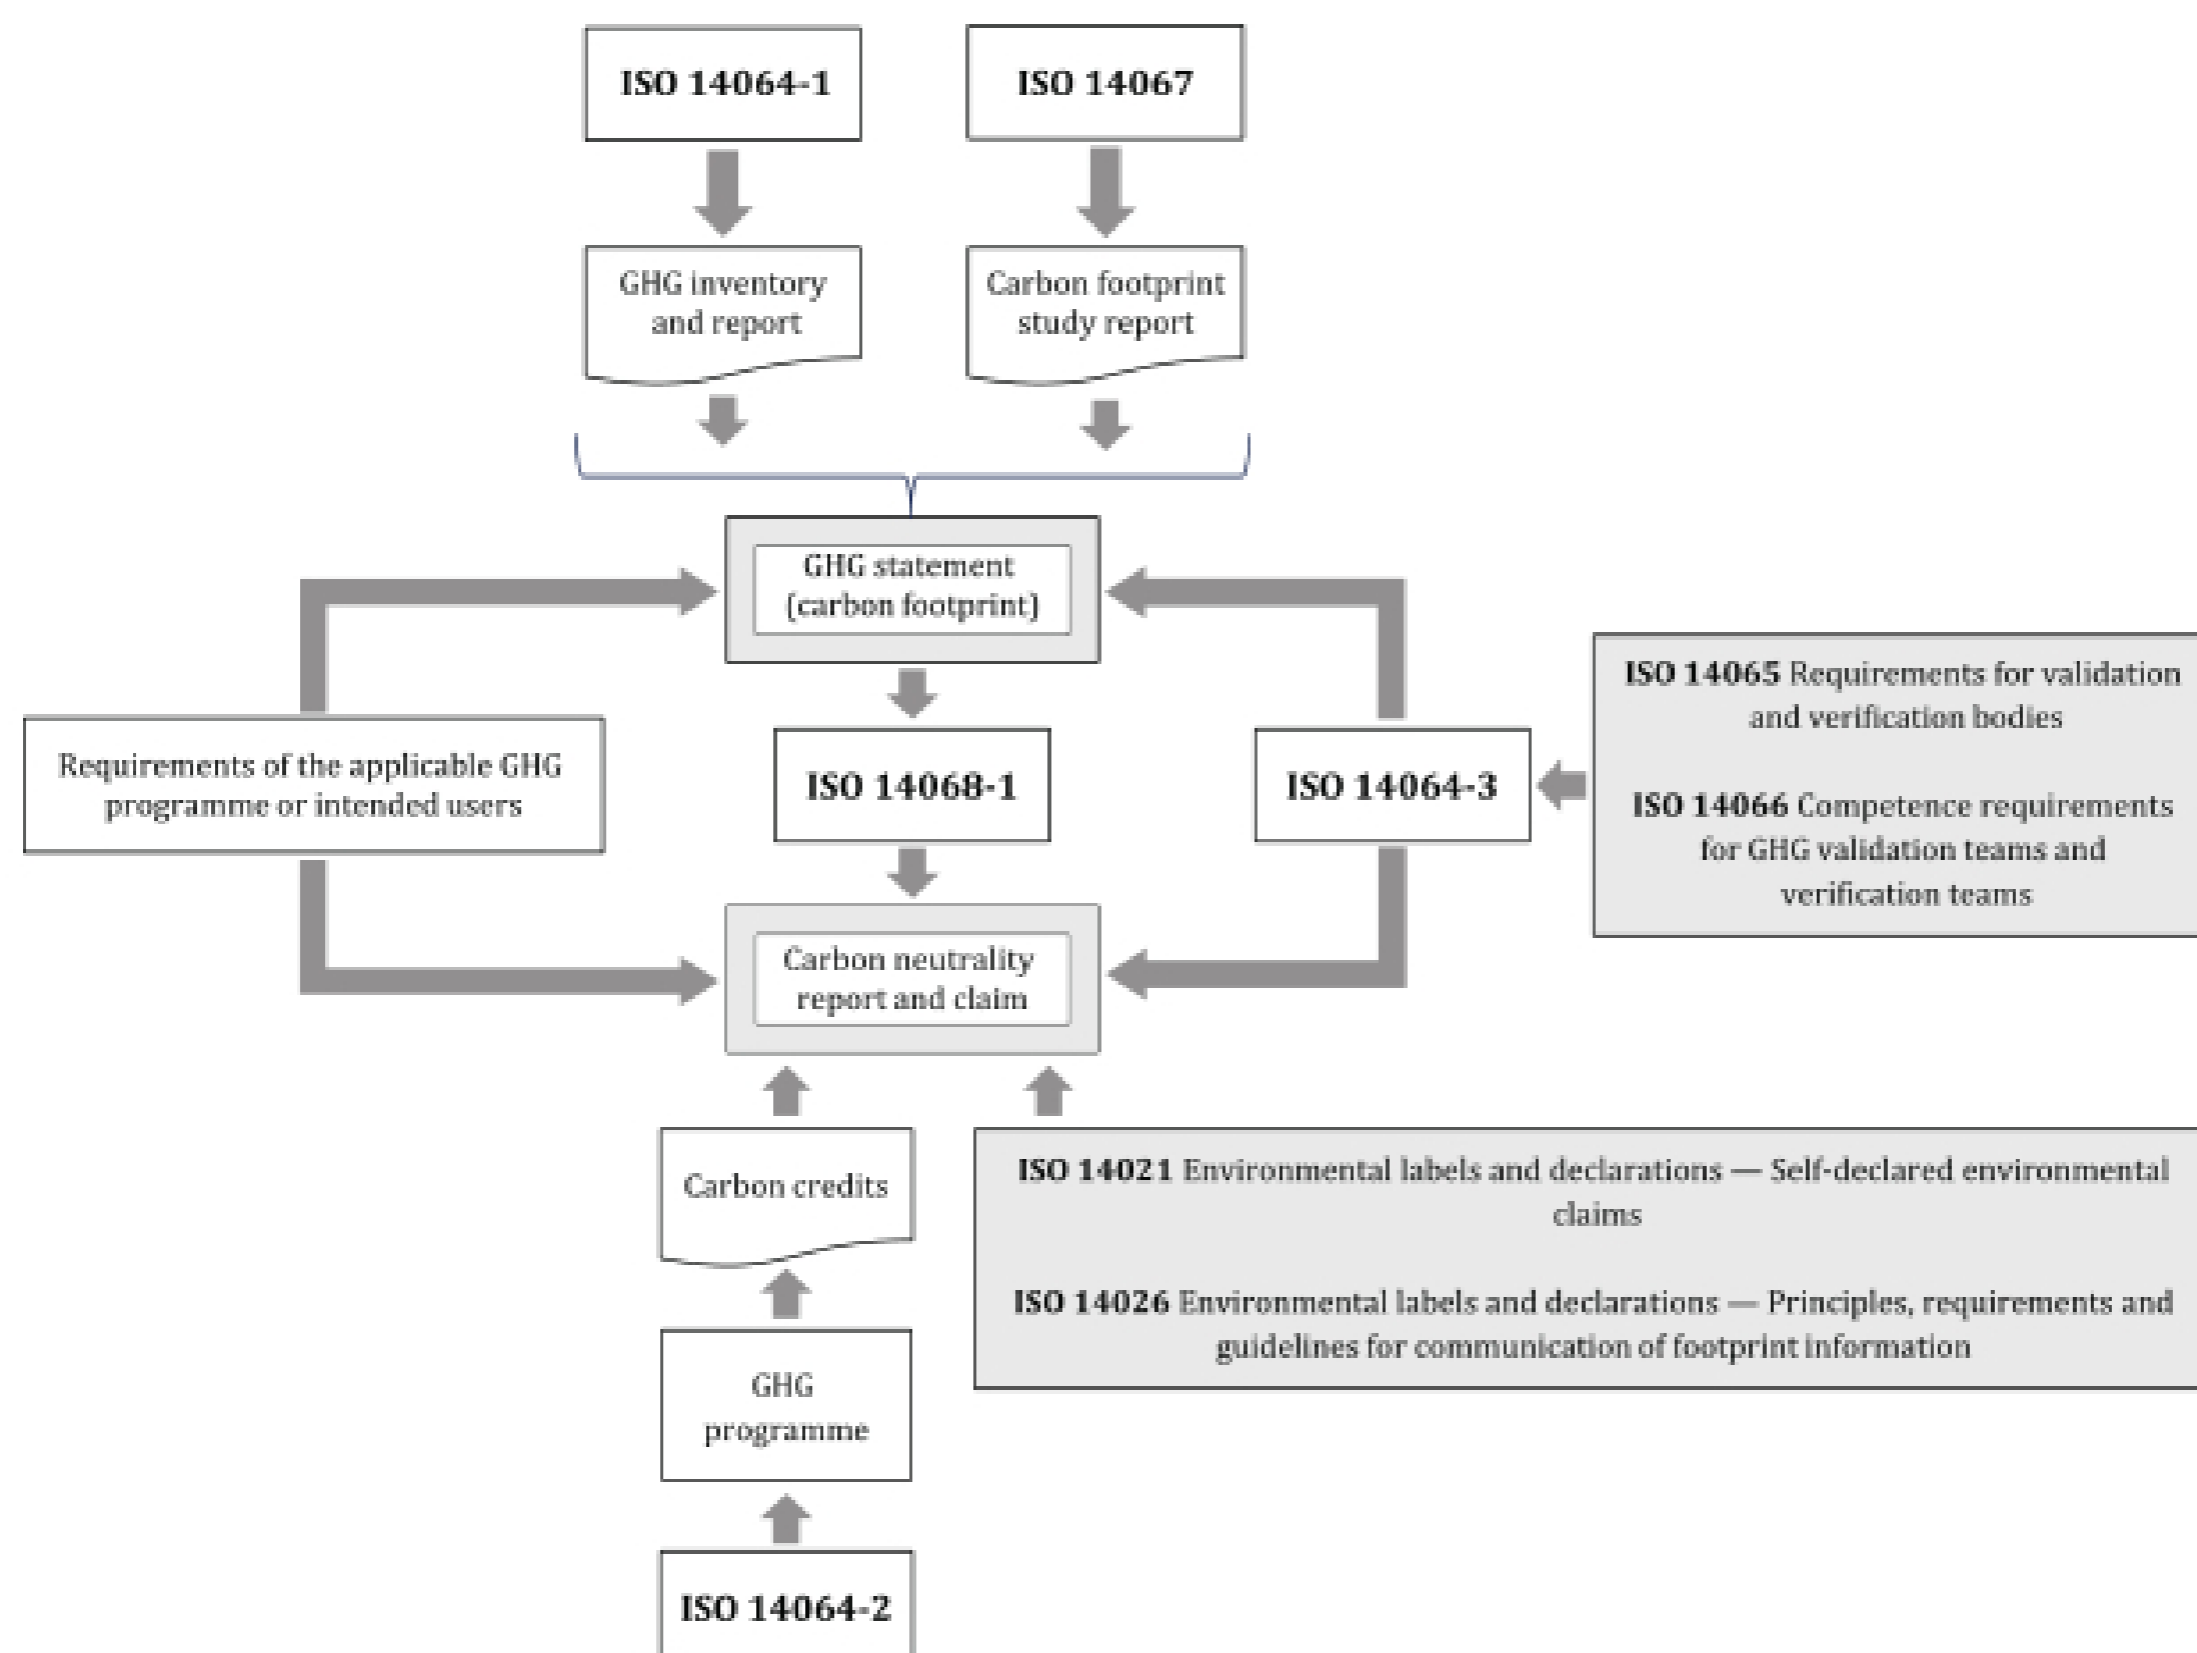 ISO 14064-1
ISO 14067
GHG inventory
and report
Carbon footprint
study report
GHG statement
(carbon footprint)
Requirements of the applicable GHG
programme or intended users
ISO 14068-1
ISO 14064-3
ISO 14065 Requirements for validation
and verification bodies
ISO 14066 Competence requirements
for GHG validation teams and
verification teams
Carbon neutrality
report and claim
Carbon credits
ISO 14021 Environmental labels and declarations — Self-declared environmental
claims
ISO 14026 Environmental labels and declarations — Principles, requirements and
guidelines for communication of footprint information
GHG
programme
ISO 14064-2